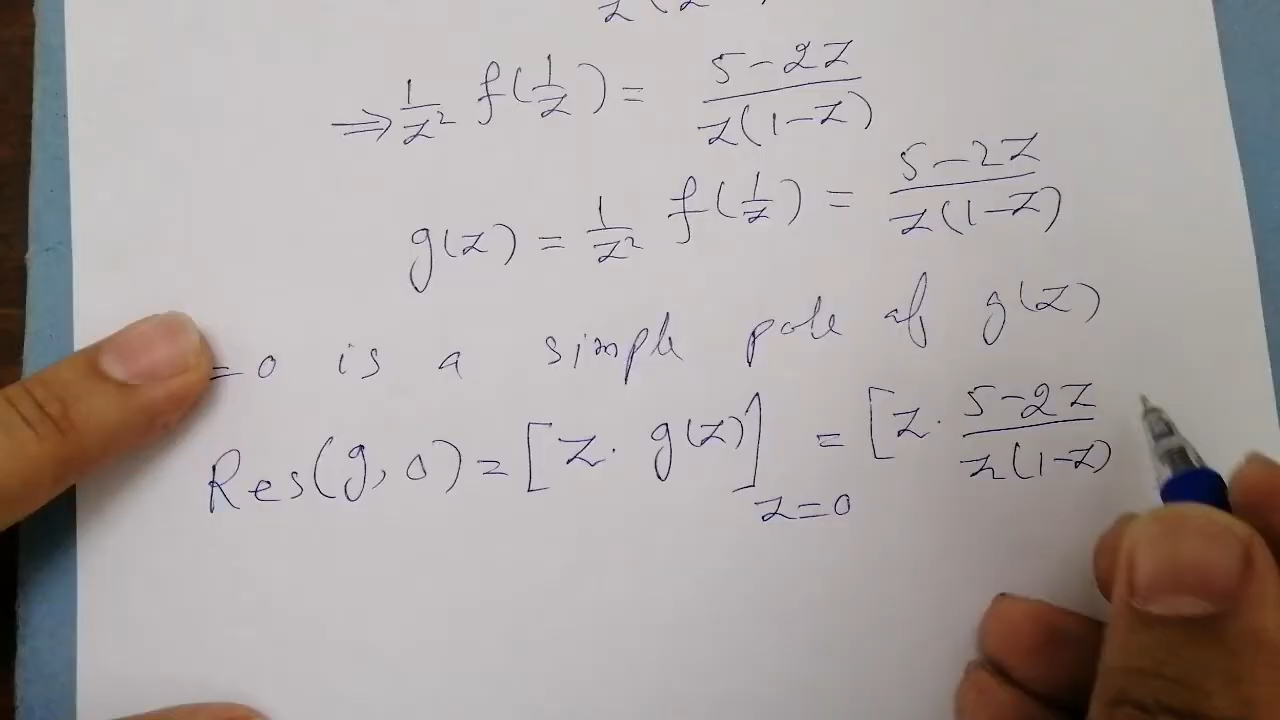 ⇒ 1/z² f(1/z) = (5-2z)/(z(1-z))
g(z) = 1/z² f(1/z) = (5-2z)/(z(1-z))
=0 is a simple pole of g(z)
Res(g,0) = [z. g(z)]_{z=0} = [z. (5-2z)/(z(1-z))